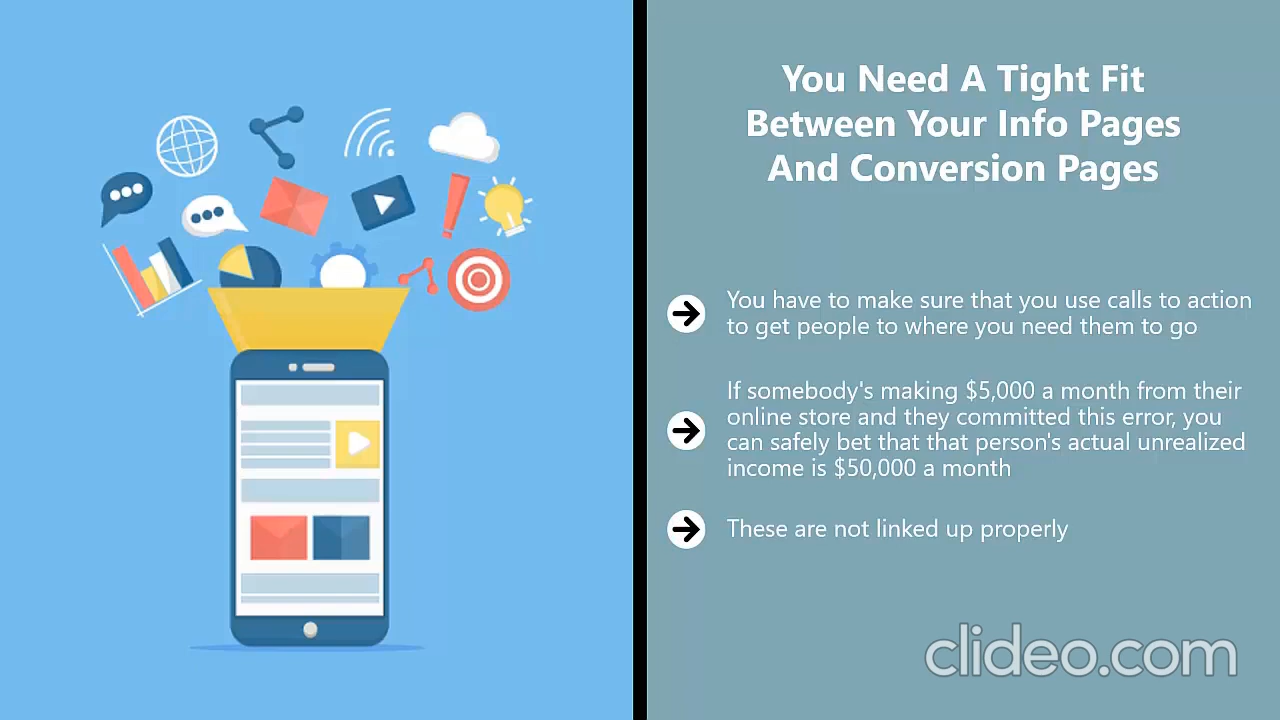 You Need A Tight Fit
Between Your Info Pages
And Conversion Pages
You have to make sure that you use calls to action
to get people to where you need them to go
If somebody's making $5,000 a month from their
online store and they committed this error, you
can safely bet that that person's actual unrealized
income is $50,000 a month
These are not linked up properly
clideo.com